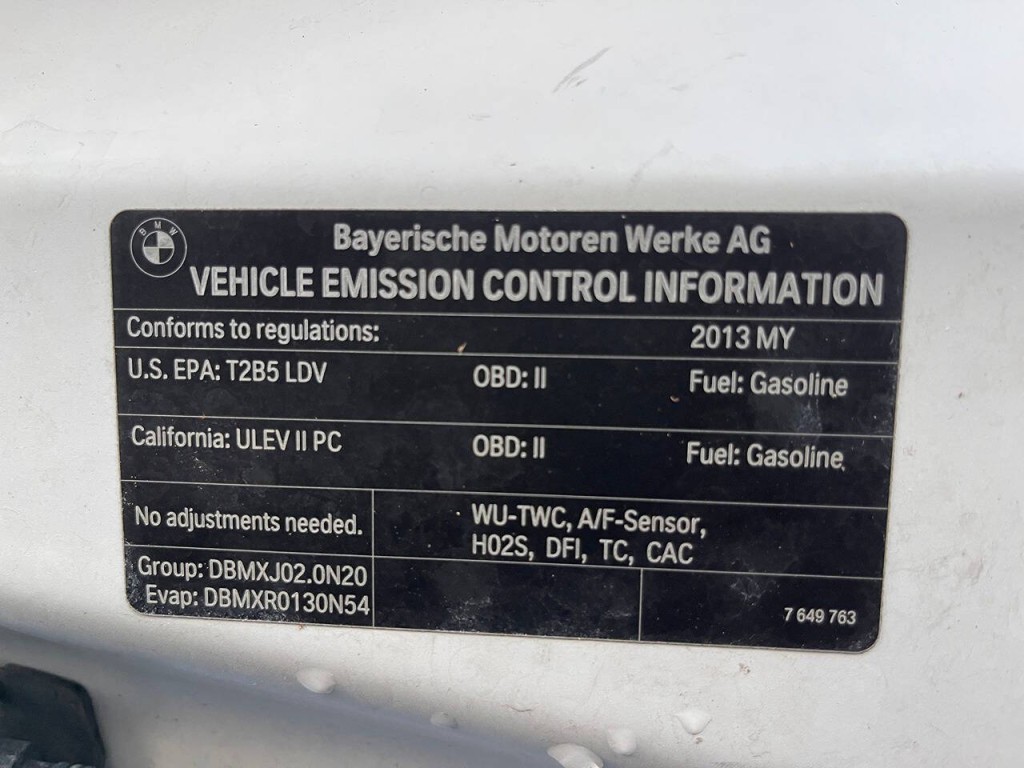 BMW
Bayerische Motoren Werke AG
VEHICLE EMISSION CONTROL INFORMATION
Conforms to regulations: 2013 MY
U.S. EPA: T2B5 LDV OBD: II Fuel: Gasoline
California: ULEV II PC OBD: II Fuel: Gasoline
No adjustments needed.
WU-TWC, A/F-Sensor,
H02S, DFI, TC, CAC
Group: DBMXJ02.0N20
Evap: DBMXR0130N54
7 649 763